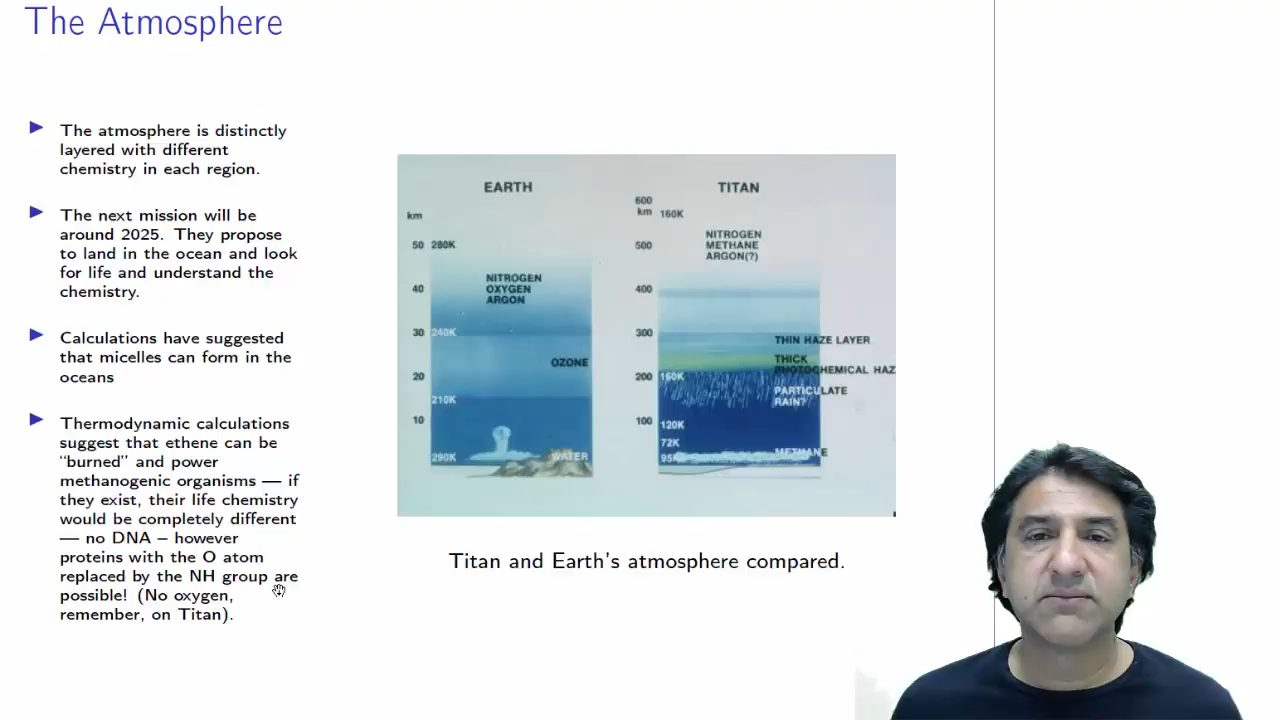 The Atmosphere
The atmosphere is distinctly
layered with different
chemistry in each region.
The next mission will be
around 2025. They propose
to land in the ocean and look
for life and understand the
chemistry.
Calculations have suggested
that micelles can form in the
oceans
Thermodynamic calculations
suggest that ethene can be
“burned” and power
methanogenic organisms — if
they exist, their life chemistry
would be completely different
— no DNA – however
proteins with the O atom
replaced by the NH group are
possible! (No oxygen,
remember, on Titan).
EARTH
km
50 280K
NITROGEN
OXYGEN
ARGON
40
30 240K
OZONE
20
210K
10
290K
WATER
TITAN
600
km 160K
NITROGEN
METHANE
ARGON(?)
500
400
300
THIN HAZE LAYER
THICK
PHOTOCHEMICAL HAZ
200 160K
PARTICULATE
RAIN?
100
120K
72K
METHANE
95K
Titan and Earth's atmosphere compared.